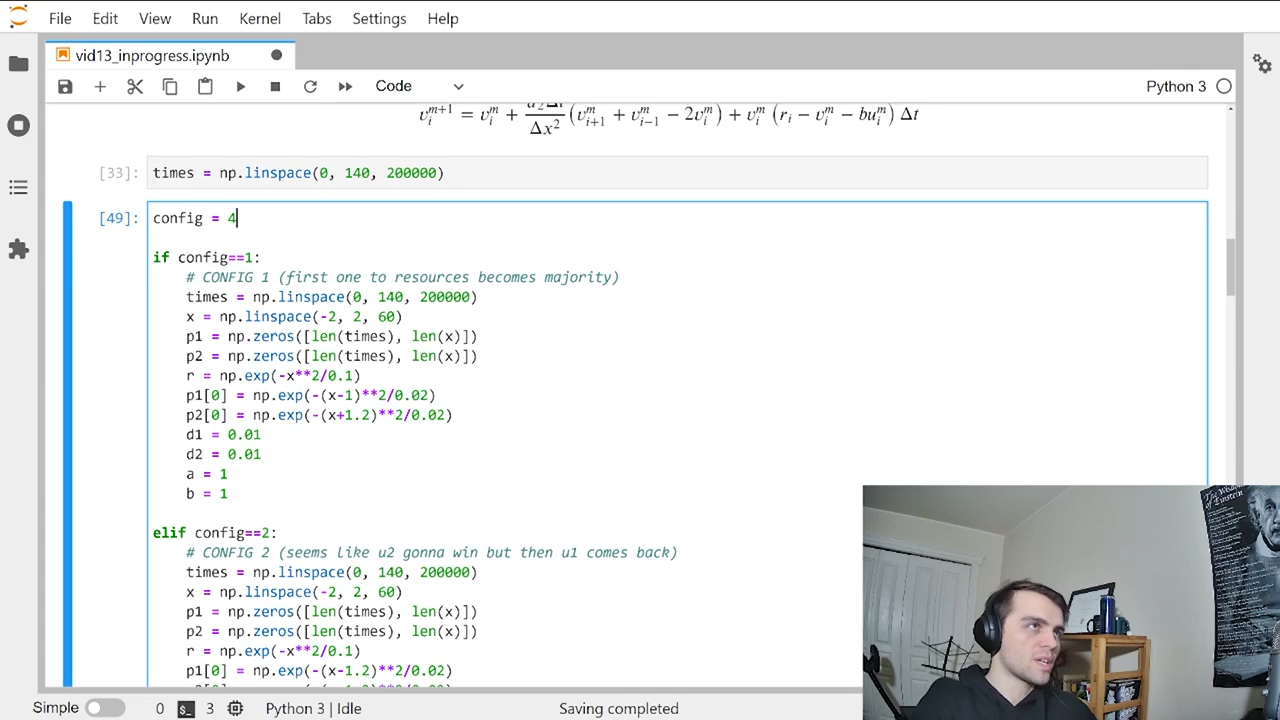 File Edit View Run Kernel Tabs Settings Help
vid13_inprogress.ipynb
Code
Python 3
v_i^{m+1} = v_i^m + \frac{d_2 Δt}{Δx^2} (v_{i+1}^m + v_{i-1}^m − 2v_i^m) + v_i^m (r_i − v_i^m − bu_i^m) Δt
[33]: times = np.linspace(0, 140, 200000)
[49]: config = 4
if config==1:
# CONFIG 1 (first one to resources becomes majority)
times = np.linspace(0, 140, 200000)
x = np.linspace(-2, 2, 60)
p1 = np.zeros([len(times), len(x)])
p2 = np.zeros([len(times), len(x)])
r = np.exp(-x**2/0.1)
p1[0] = np.exp(-(x-1)**2/0.02)
p2[0] = np.exp(-(x+1.2)**2/0.02)
d1 = 0.01
d2 = 0.01
a = 1
b = 1
elif config==2:
# CONFIG 2 (seems like u2 gonna win but then u1 comes back)
times = np.linspace(0, 140, 200000)
x = np.linspace(-2, 2, 60)
p1 = np.zeros([len(times), len(x)])
p2 = np.zeros([len(times), len(x)])
r = np.exp(-x**2/0.1)
p1[0] = np.exp(-(x-1.2)**2/0.02)
Simple 0 3 Python 3 | Idle Saving completed
The Wisdom
of Einstein